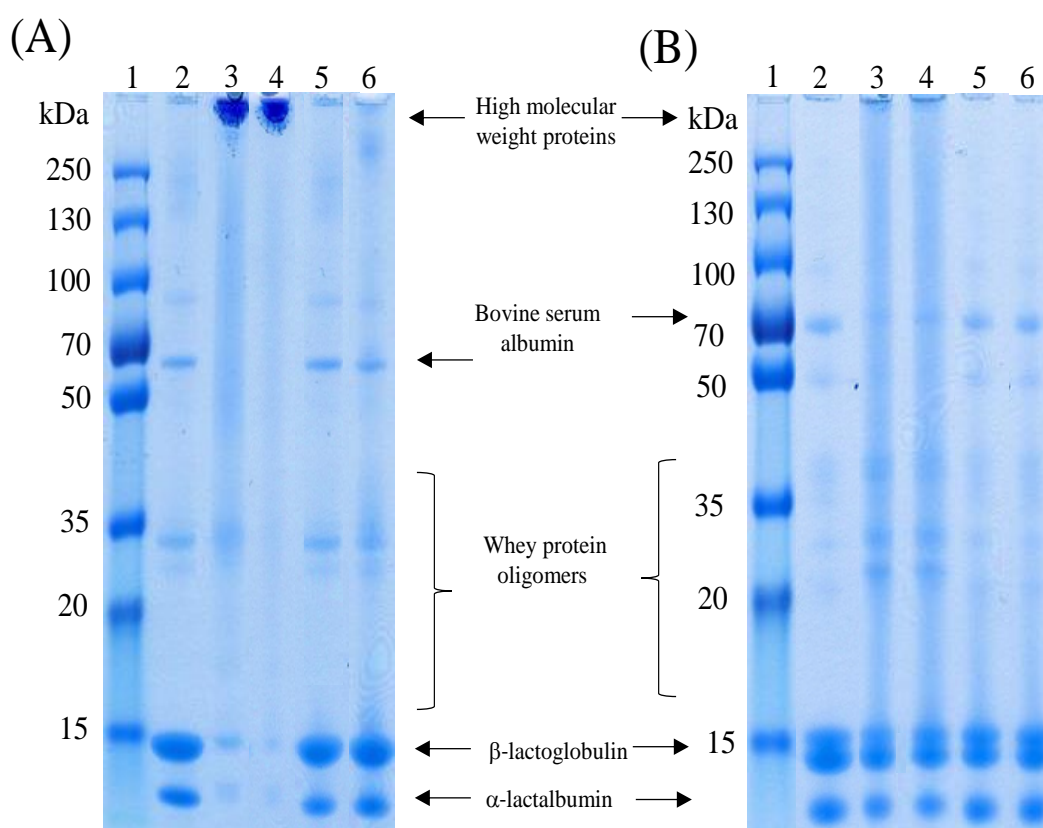 (A)
1 2 3 4 5 6
kDa
250
130
100
70
50
35
20
15
High molecular
weight proteins
Bovine serum
albumin
Whey protein
oligomers
β-lactoglobulin
α-lactalbumin
(B)
1 2 3 4 5 6
kDa
250
130
100
70
50
35
20
15